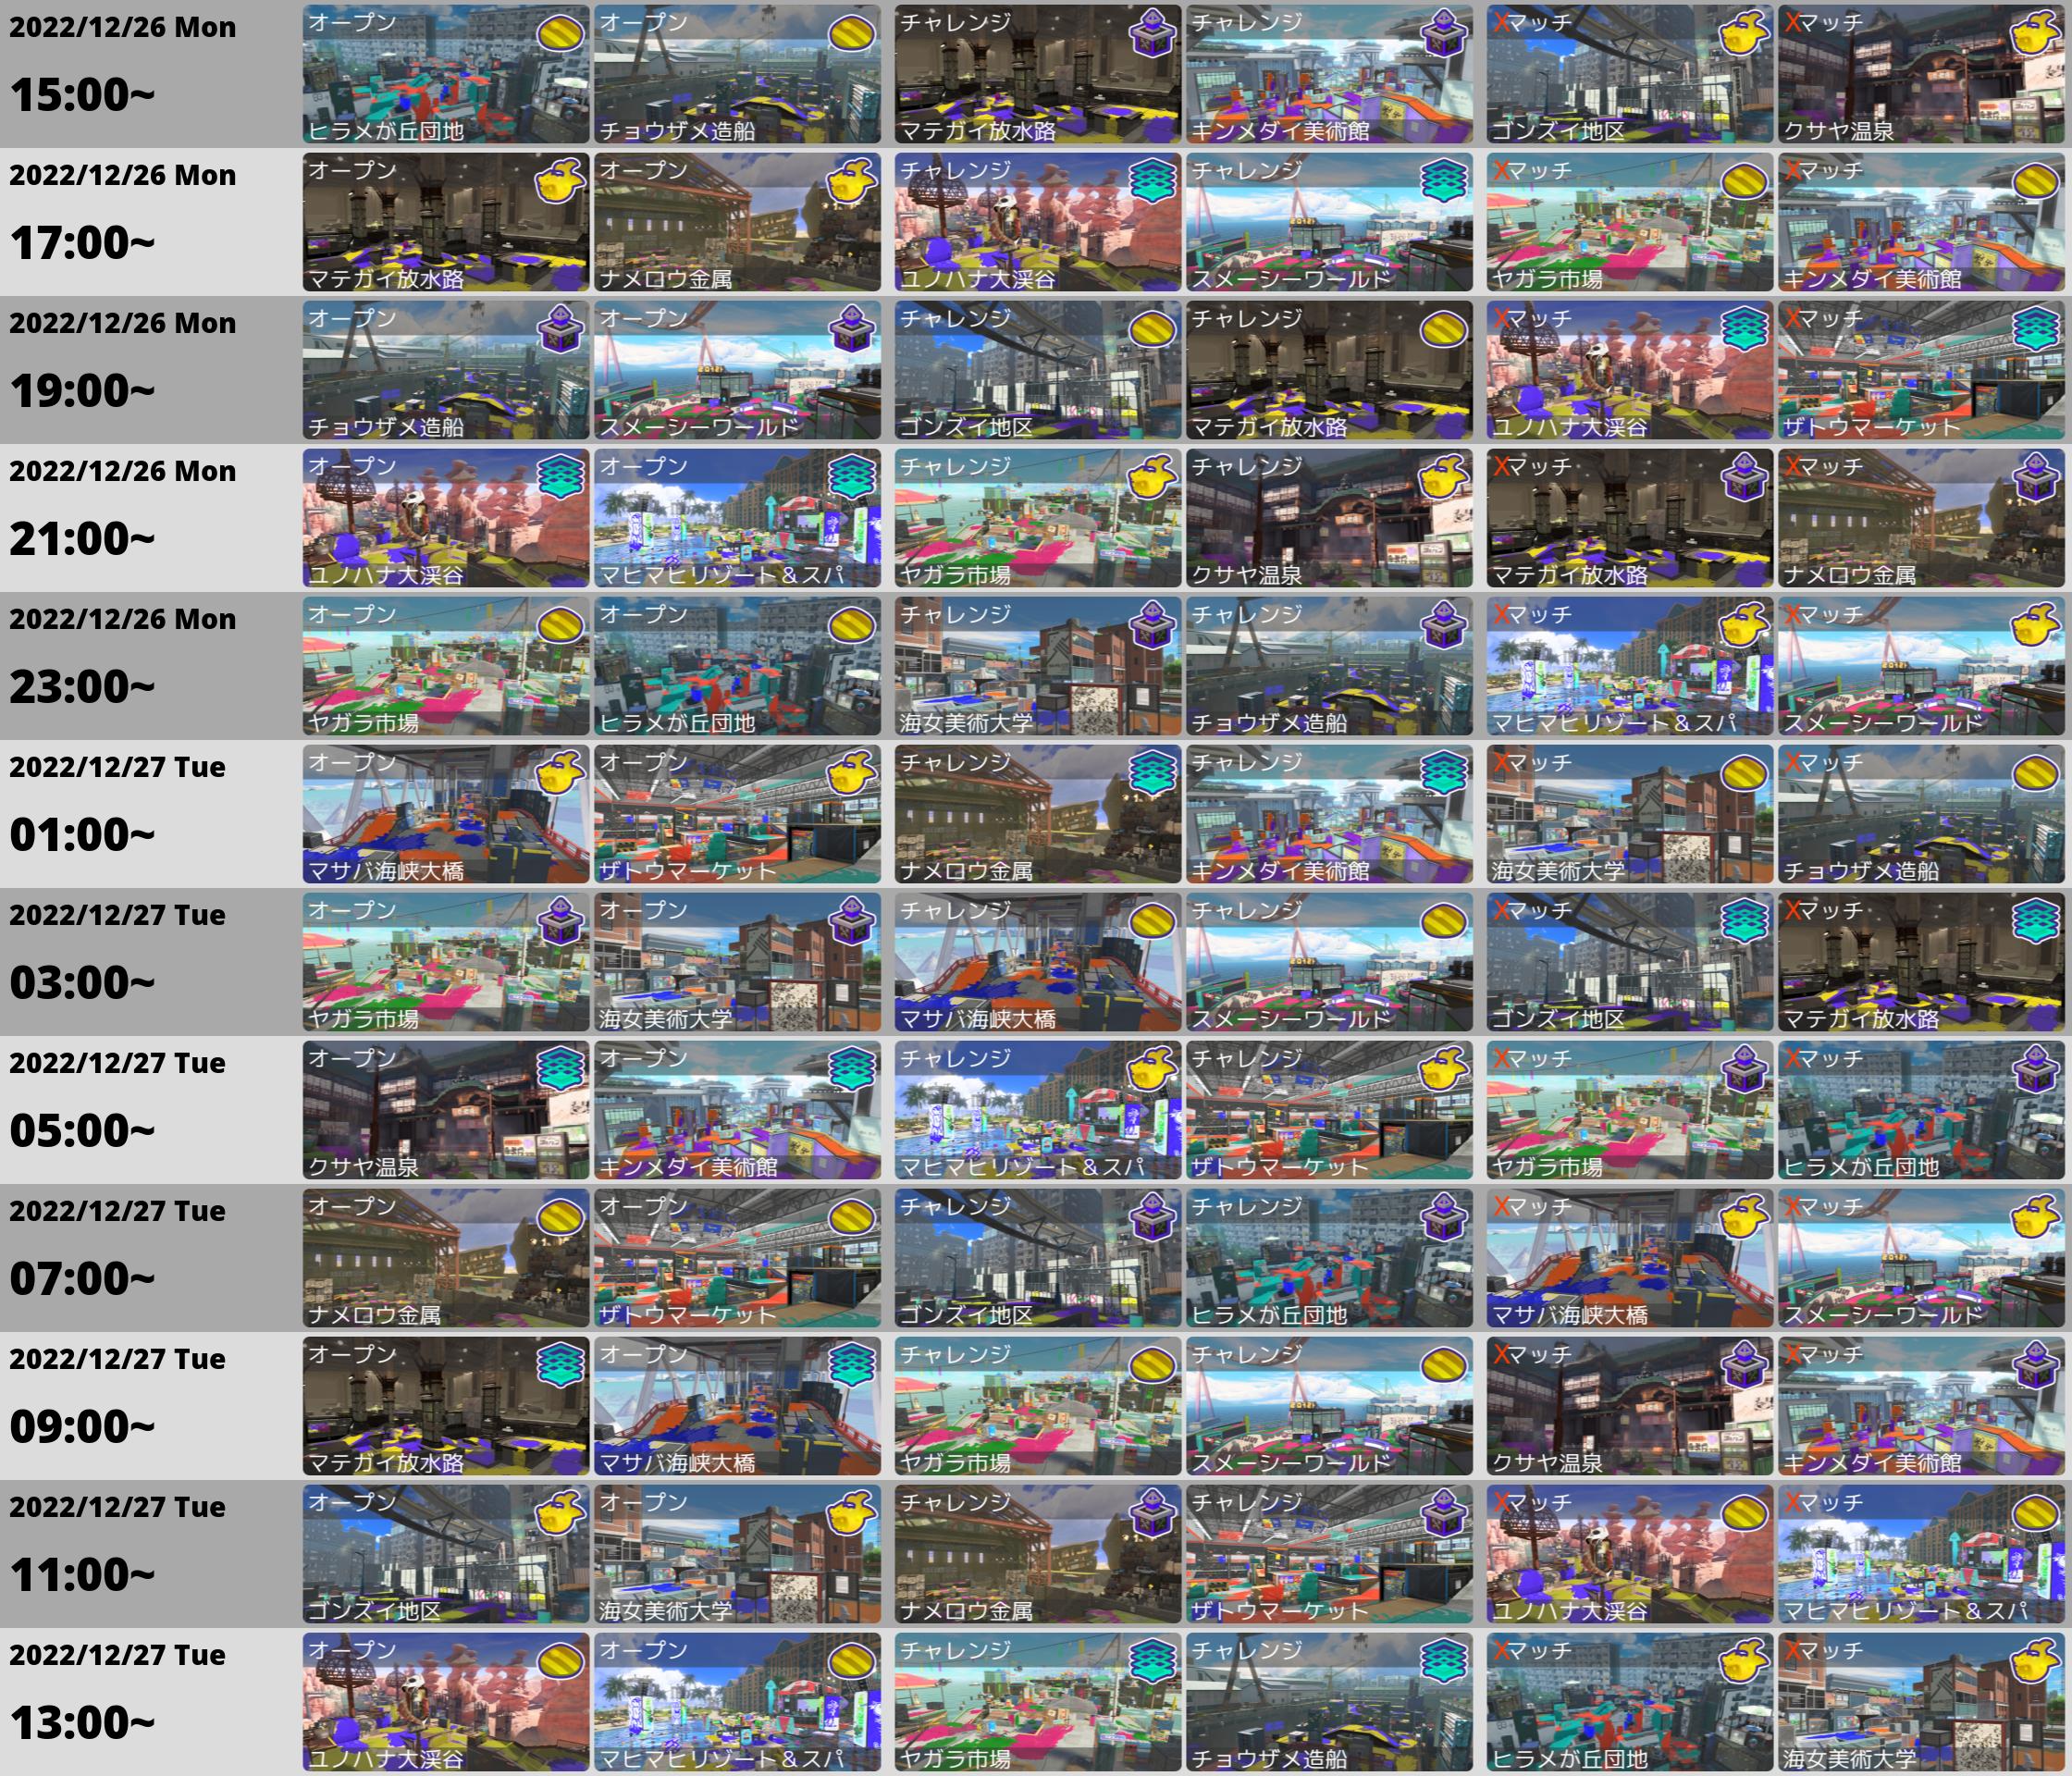 2022/12/26 Mon
15:00~
オープン オープン チャレンジ チャレンジ Xマッチ Xマッチ
ヒラメが丘団地 チョウザメ造船 マテガイ放水路 キンメダイ美術館 ゴンズイ地区 クサヤ温泉
2022/12/26 Mon
17:00~
オープン オープン チャレンジ チャレンジ Xマッチ Xマッチ
マテガイ放水路 ナメロウ金属 ユノハナ大渓谷 スメーシーワールド ヤガラ市場 キンメダイ美術館
2022/12/26 Mon
19:00~
オープン オープン チャレンジ チャレンジ Xマッチ Xマッチ
チョウザメ造船 スメーシーワールド ゴンズイ地区 マテガイ放水路 ユノハナ大渓谷 ザトウマーケット
2022/12/26 Mon
21:00~
オープン オープン チャレンジ チャレンジ Xマッチ Xマッチ
ユノハナ大渓谷 マヒマヒリゾート＆スパ ヤガラ市場 クサヤ温泉 マテガイ放水路 ナメロウ金属
2022/12/26 Mon
23:00~
オープン オープン チャレンジ チャレンジ Xマッチ Xマッチ
ヤガラ市場 ヒラメが丘団地 海女美術大学 チョウザメ造船 マヒマヒリゾート＆スパ スメーシーワールド
2022/12/27 Tue
01:00~
オープン オープン チャレンジ チャレンジ Xマッチ Xマッチ
マサバ海峡大橋 ザトウマーケット ナメロウ金属 キンメダイ美術館 海女美術大学 チョウザメ造船
2022/12/27 Tue
03:00~
オープン オープン チャレンジ チャレンジ Xマッチ Xマッチ
ヤガラ市場 海女美術大学 マサバ海峡大橋 スメーシーワールド ゴンズイ地区 マテガイ放水路
2022/12/27 Tue
05:00~
オープン オープン チャレンジ チャレンジ Xマッチ Xマッチ
クサヤ温泉 キンメダイ美術館 マヒマヒリゾート＆スパ ザトウマーケット ヤガラ市場 ヒラメが丘団地
2022/12/27 Tue
07:00~
オープン オープン チャレンジ チャレンジ Xマッチ Xマッチ
ナメロウ金属 ザトウマーケット ゴンズイ地区 ヒラメが丘団地 マサバ海峡大橋 スメーシーワールド
2022/12/27 Tue
09:00~
オープン オープン チャレンジ チャレンジ Xマッチ Xマッチ
マテガイ放水路 マサバ海峡大橋 ヤガラ市場 スメーシーワールド クサヤ温泉 キンメダイ美術館
2022/12/27 Tue
11:00~
オープン オープン チャレンジ チャレンジ Xマッチ Xマッチ
ゴンズイ地区 海女美術大学 ナメロウ金属 ザトウマーケット ユノハナ大渓谷 マヒマヒリゾート＆スパ
2022/12/27 Tue
13:00~
オープン オープン チャレンジ チャレンジ Xマッチ Xマッチ
ユノハナ大渓谷 マヒマヒリゾート＆スパ ヤガラ市場 チョウザメ造船 ヒラメが丘団地 海女美術大学